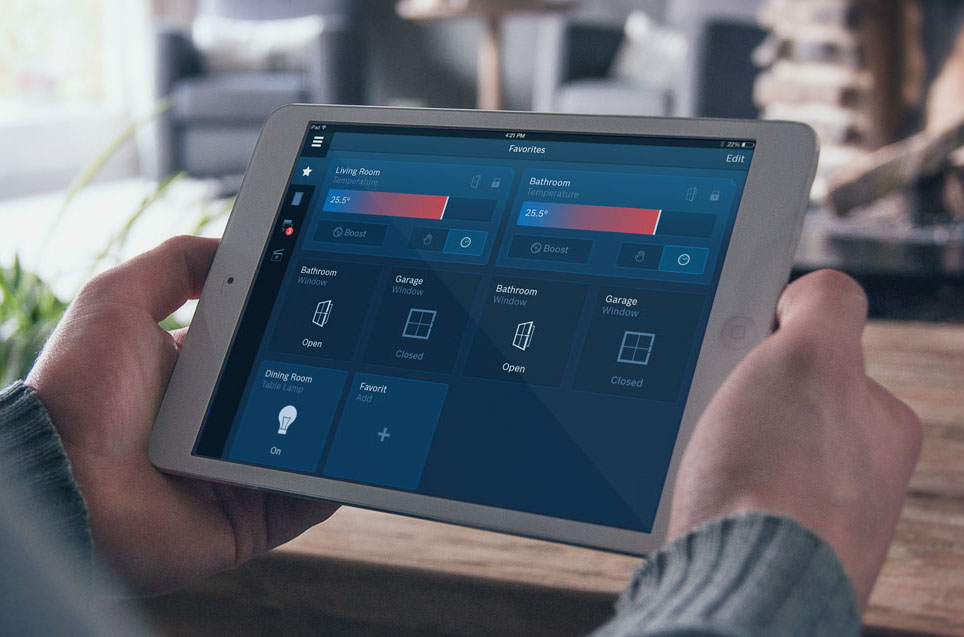 iPad 4:21 PM 22%
Favorites Edit
Living Room
Temperature
25.5°
Boost
Bathroom
Temperature
25.5°
Boost
3
Bathroom
Window
Open
Garage
Window
Closed
Bathroom
Window
Open
Garage
Window
Closed
Dining Room
Table Lamp
On
Favorit
Add